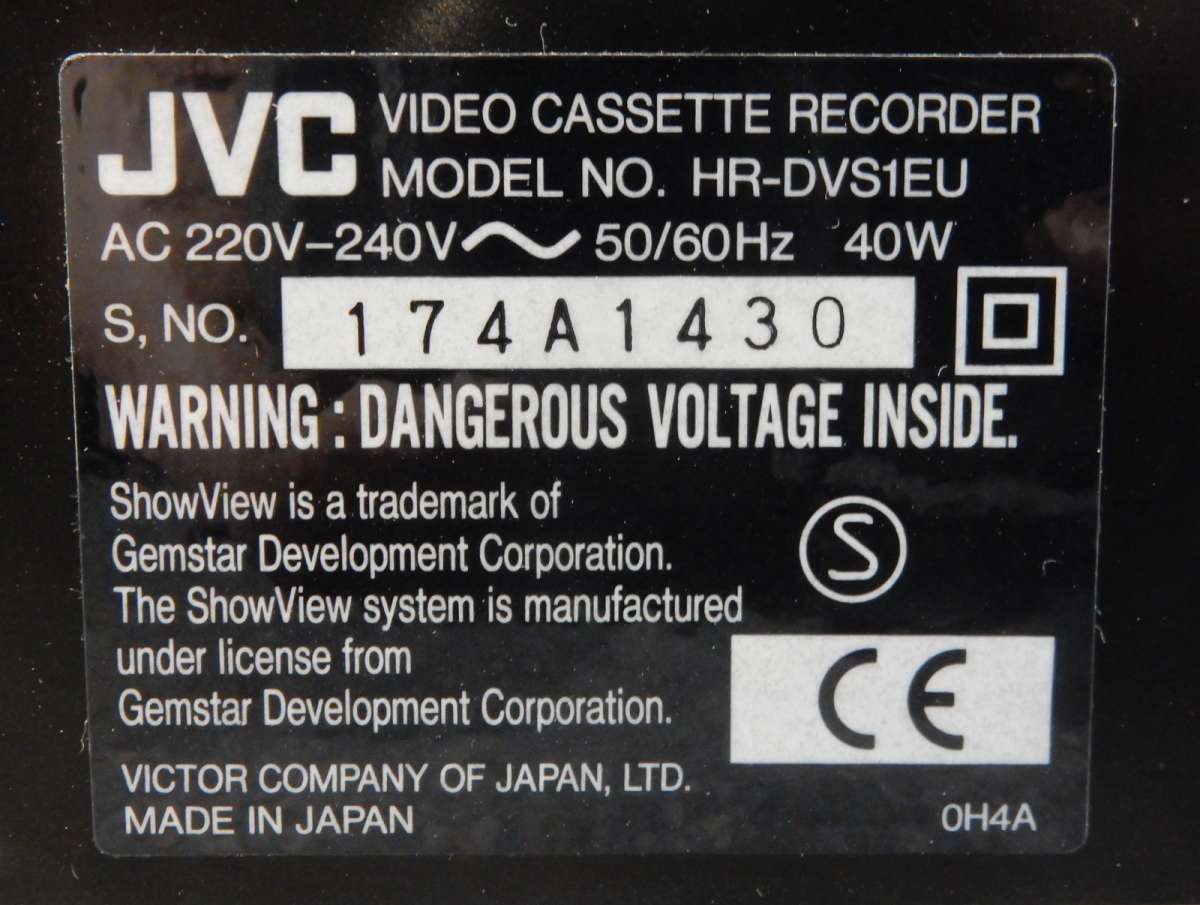 JVC VIDEO CASSETTE RECORDER
MODEL NO. HR-DVS1EU
AC 220V–240V~ 50/60Hz 40W
S, NO. 174A1430
WARNING : DANGEROUS VOLTAGE INSIDE.
ShowView is a trademark of
Gemstar Development Corporation.
S
The ShowView system is manufactured
under license from
Gemstar Development Corporation.
CE
VICTOR COMPANY OF JAPAN, LTD.
MADE IN JAPAN
0H4A